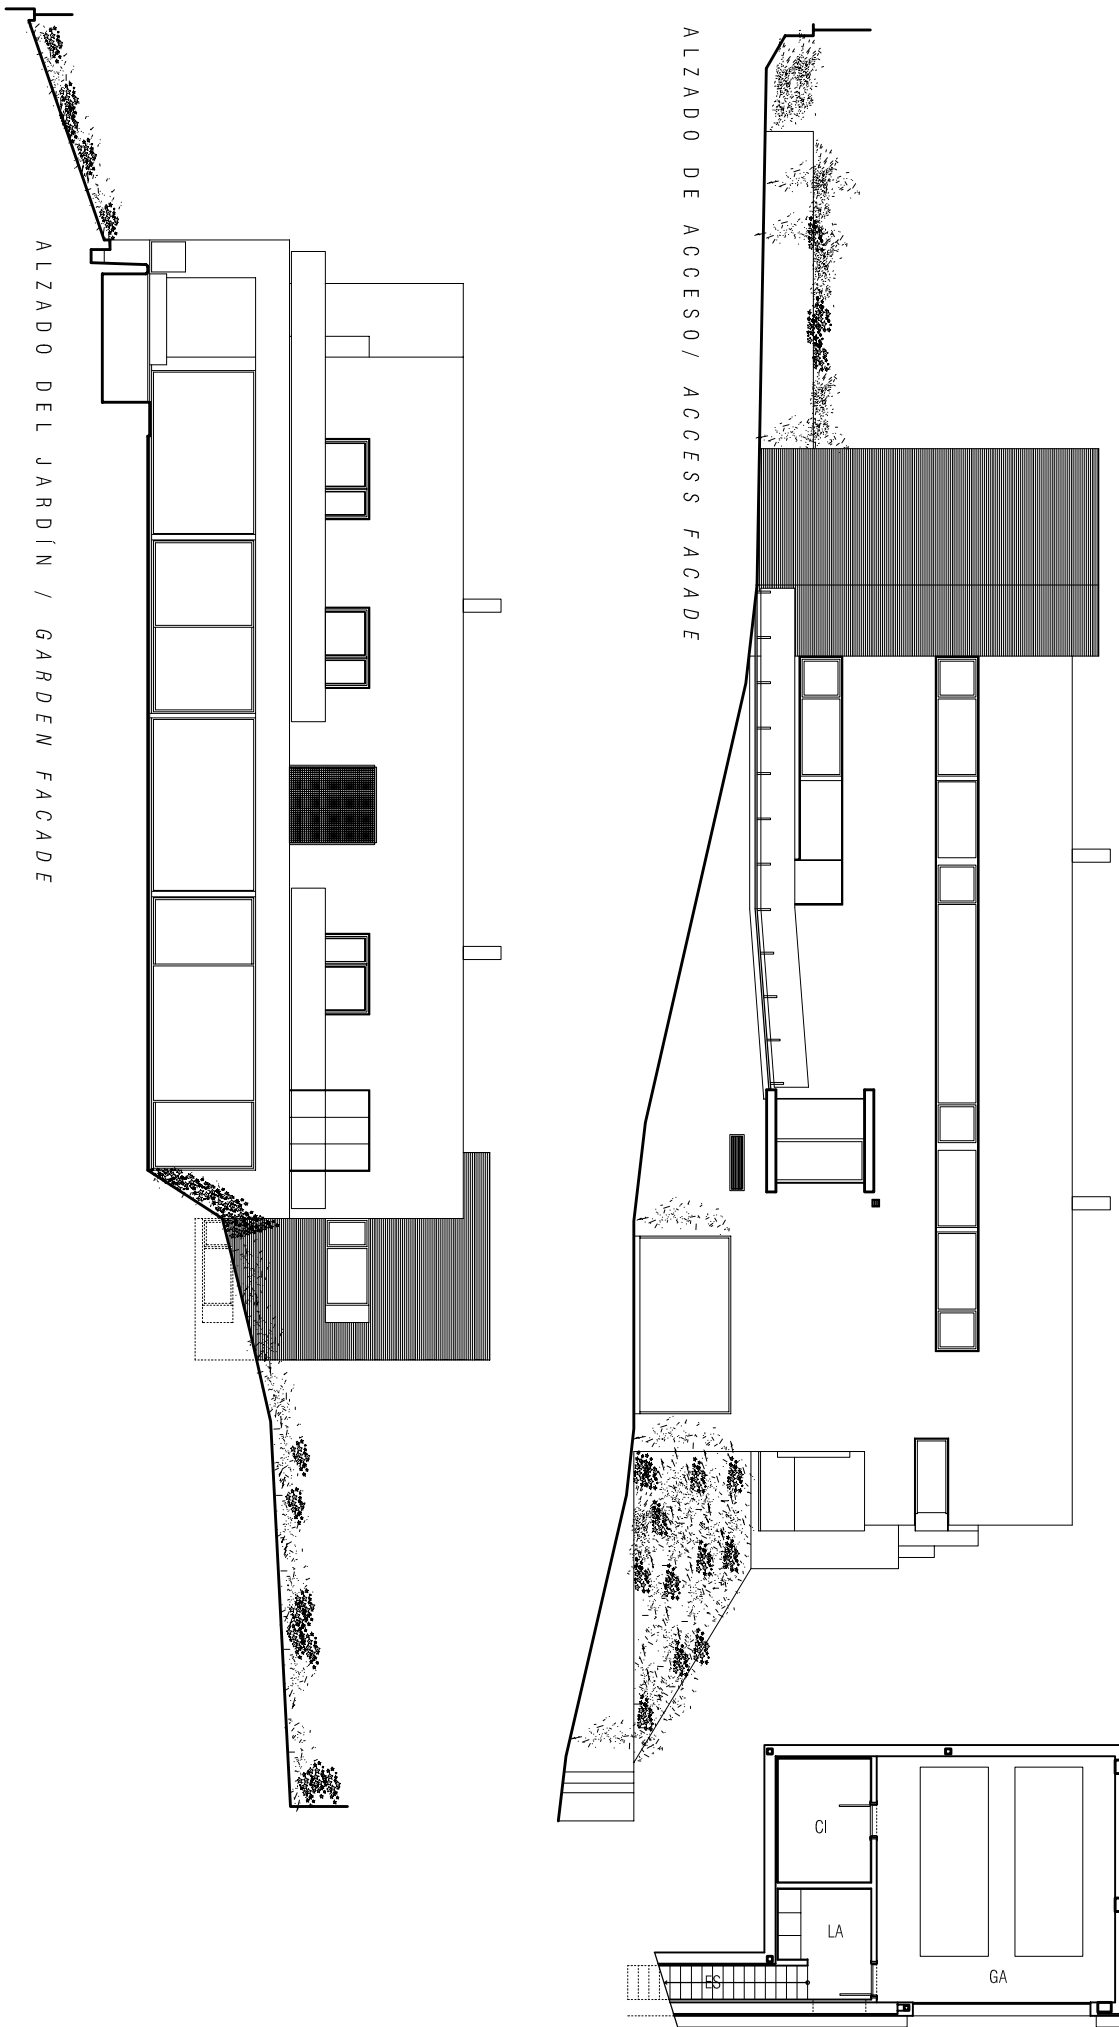 ALZADO DE ACCESO/ ACCESS FACADE
ALZADO DEL JARDÍN / GARDEN FACADE
CI
LA
ES
GA